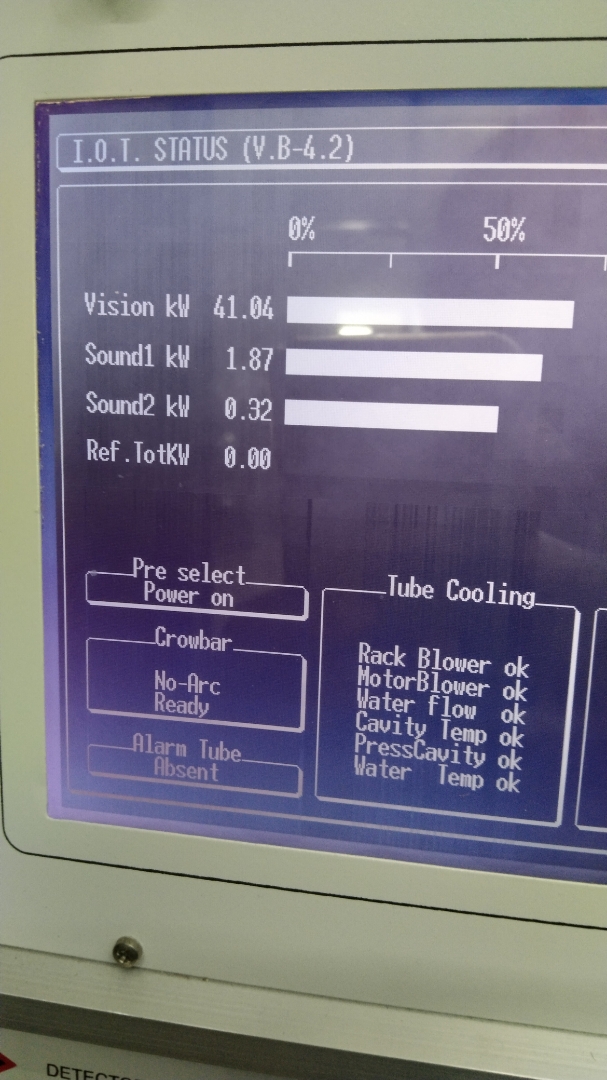 I.O.T. STATUS (V.B-4.2)
0% 50%
Vision kW 41.04
Sound1 kW 1.87
Sound2 kW 0.32
Ref.TotKW 0.00
Pre select
Power on
Crowbar
No-Arc
Ready
Alarm Tube
Absent
Tube Cooling
Rack Blower ok
MotorBlower ok
Water flow ok
Cavity Temp ok
PressCavity ok
Water Temp ok